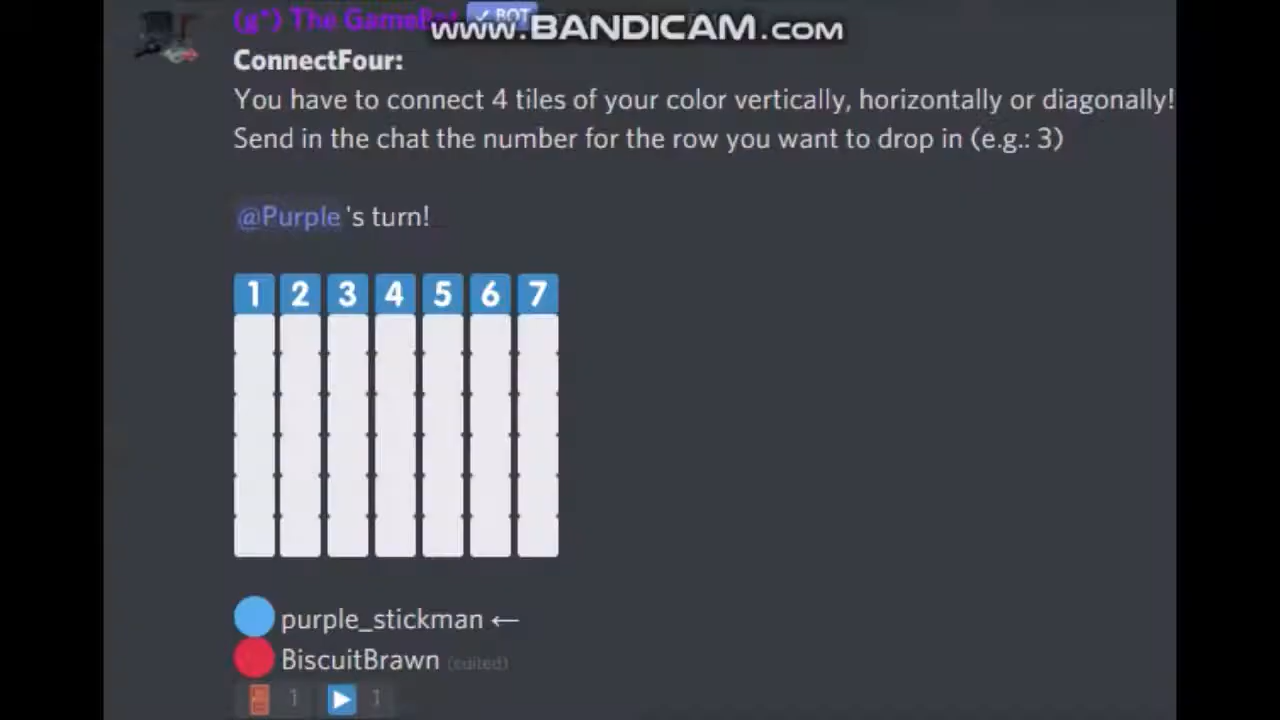 (g*) The GameBot ✓ BOT
www.BANDICAM.com
ConnectFour:
You have to connect 4 tiles of your color vertically, horizontally or diagonally!
Send in the chat the number for the row you want to drop in (e.g.: 3)
@Purple 's turn!
1 2 3 4 5 6 7
purple_stickman ←
BiscuitBrawn (edited)
1 1